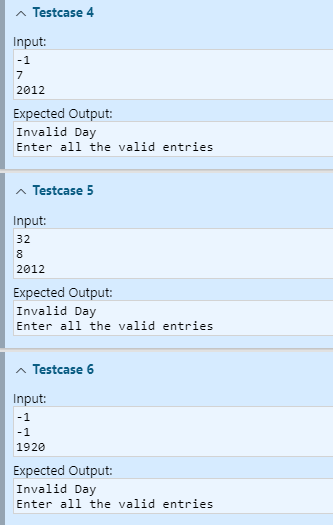 Testcase 4
Input:
-1
7
2012
Expected Output:
Invalid Day
Enter all the valid entries
Testcase 5
Input:
32
8
2012
Expected Output:
Invalid Day
Enter all the valid entries
Testcase 6
Input:
-1
-1
1920
Expected Output:
Invalid Day
Enter all the valid entries